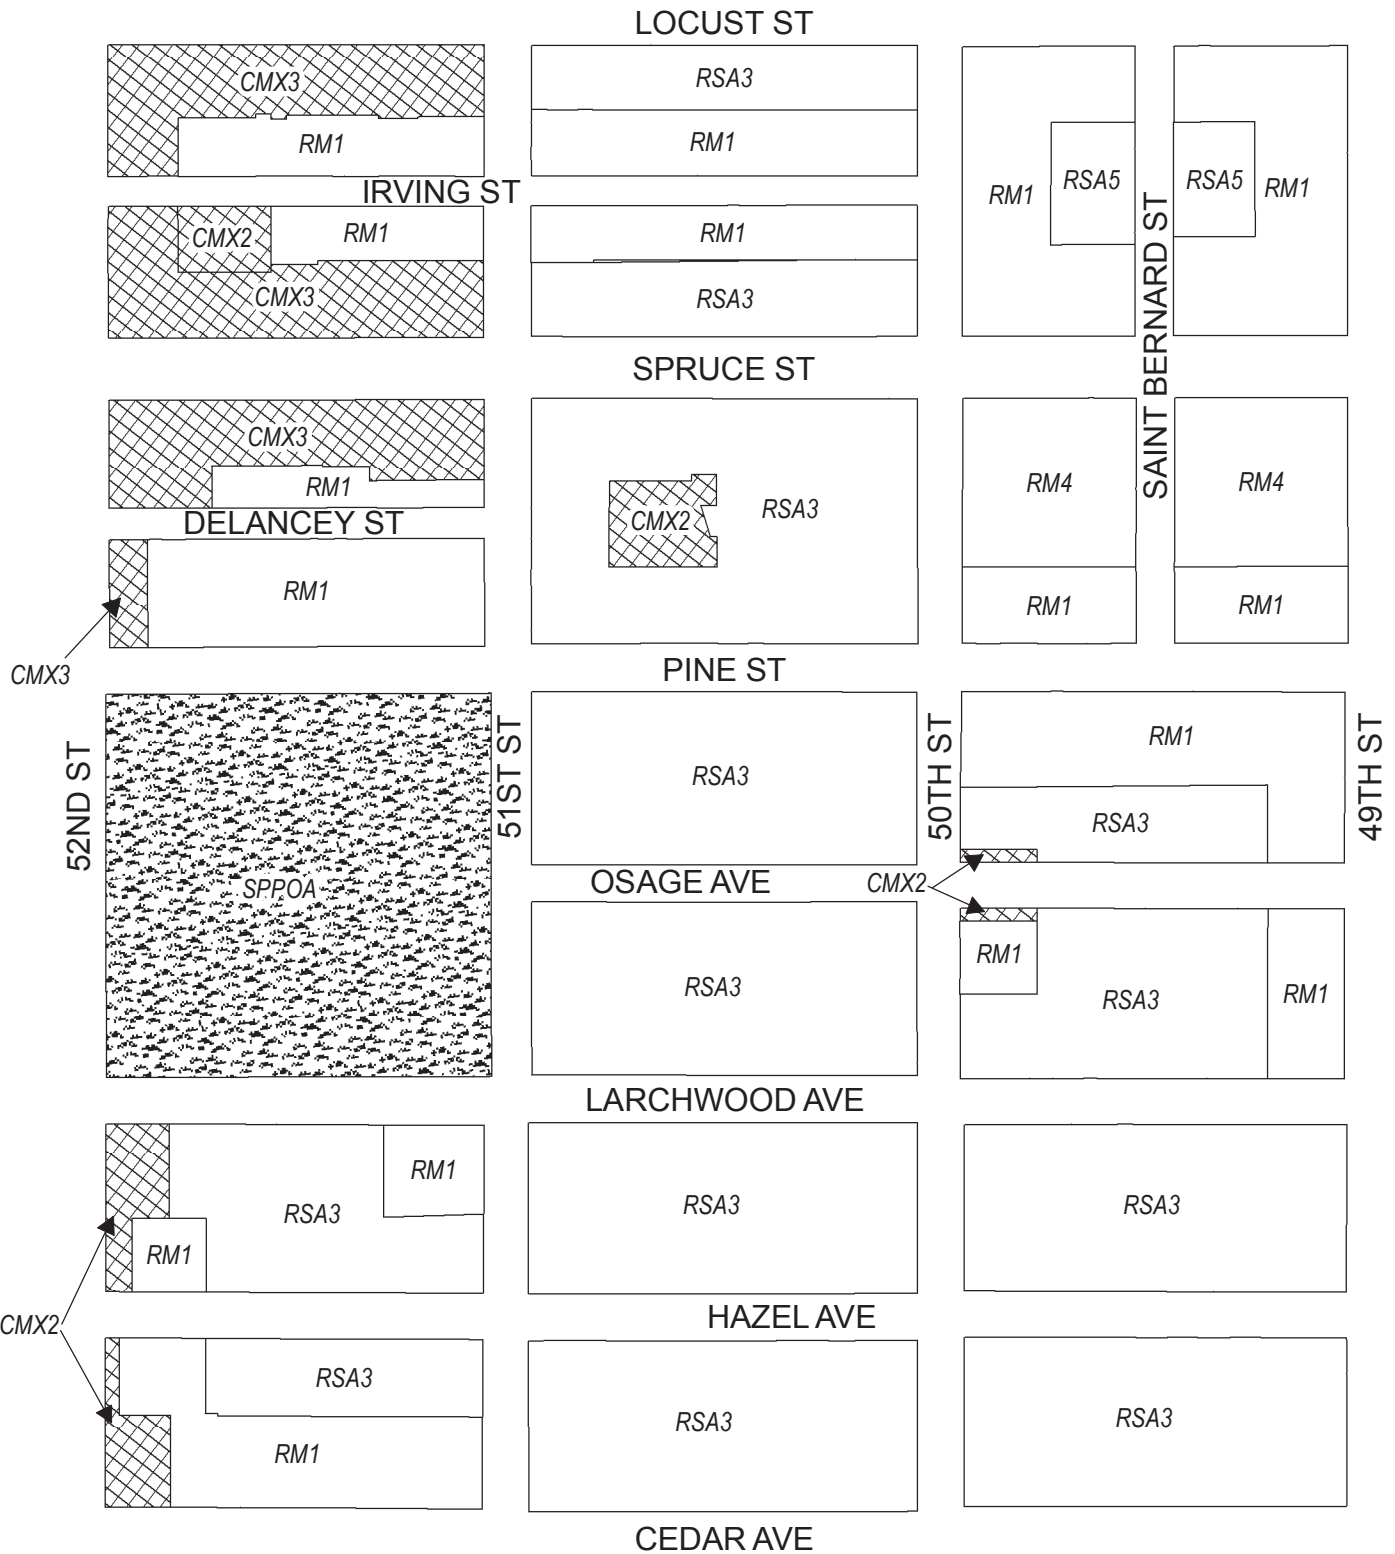 LOCUST ST
CMX3
RSA3
RM1
RM1
RM1
RSA5
RSA5
RM1
IRVING ST
CMX2
RM1
RM1
CMX3
RSA3
SAINT BERNARD ST
SPRUCE ST
CMX3
RM1
CMX2
RSA3
RM4
RM4
DELANCEY ST
RM1
RM1
RM1
CMX3
PINE ST
52ND ST
SPPOA
51ST ST
RSA3
50TH ST
RM1
RSA3
49TH ST
OSAGE AVE
CMX2
RSA3
RM1
RSA3
RM1
LARCHWOOD AVE
RM1
RSA3
RM1
RSA3
RSA3
CMX2
HAZEL AVE
RSA3
RM1
RSA3
RSA3
CEDAR AVE